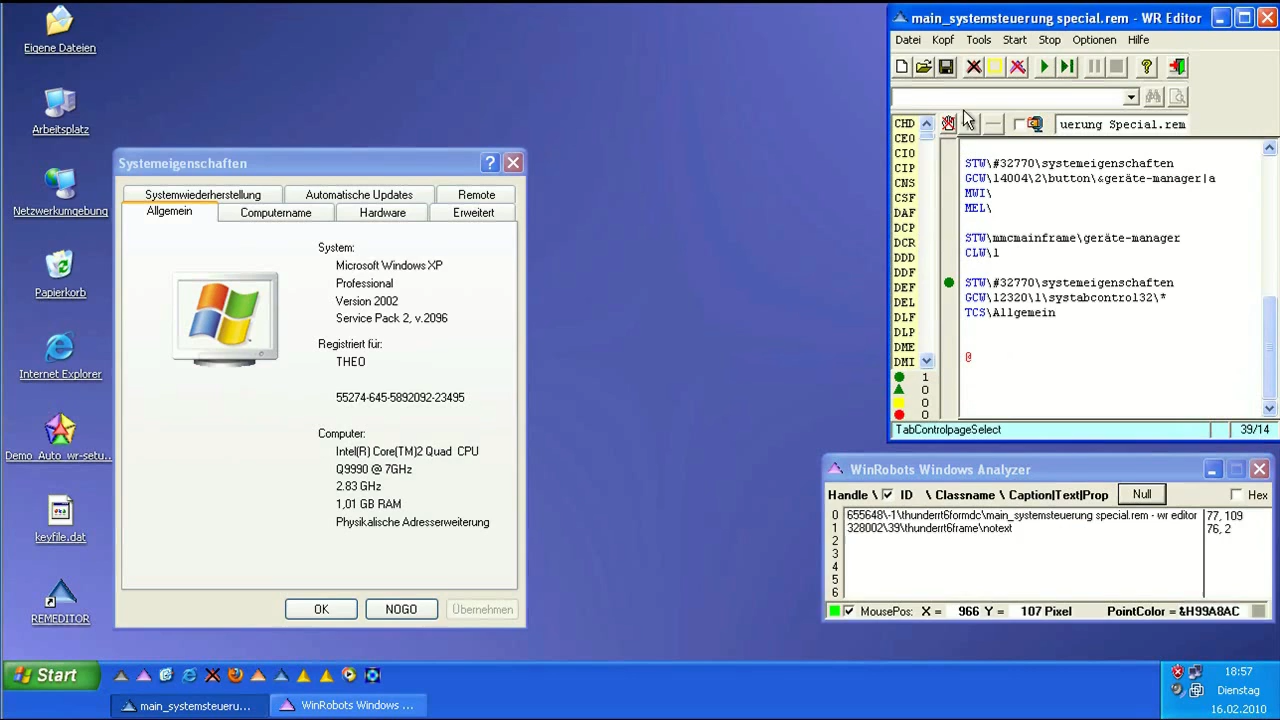 Eigene Dateien
Arbeitsplatz
Netzwerkumgebung
Papierkorb
Internet Explorer
Demo_Auto_wr-setu...
keyfile.dat
REMEDITOR
Systemeigenschaften
Systemwiederherstellung Automatische Updates Remote
Allgemein Computername Hardware Erweitert
System:
Microsoft Windows XP
Professional
Version 2002
Service Pack 2, v.2096
Registriert für:
THEO
55274-645-5892092-23495
Computer:
Intel(R) Core(TM)2 Quad CPU
Q9990 @ 7GHz
2.83 GHz
1,01 GB RAM
Physikalische Adresserweiterung
OK NOGO Übernehmen
main_systemsteuerung special.rem - WR Editor
Datei Kopf Tools Start Stop Optionen Hilfe
uerung Special.rem
CHD
CEO
CIO
CIP
CNS
CSF
DAF
DCP
DCR
DDD
DDF
DEF
DEL
DLF
DLP
DME
DMI
1
0
0
0
STW\#32770\systemeigenschaften
GCW\14004\2\button\&geräte-manager|a
MWI\
MEL\
STW\mmcmainframe\geräte-manager
CLW\1
STW\#32770\systemeigenschaften
GCW\12320\1\systabcontrol32\*
TCS\Allgemein
@
TabControlpageSelect 39/14
WinRobots Windows Analyzer
Handle \ ID \ Classname \ Caption|Text|Prop Null Hex
0 655648\-1\thunderrt6formdc\main_systemsteuerung special.rem - wr editor 77, 109
1 328002\39\thunderrt6frame\notext 76, 2
2
3
4
5
6
MousePos: X = 966 Y = 107 Pixel PointColor = &H99A8AC
Start
main_systemsteueru... WinRobots Windows ...
18:57
Dienstag
16.02.2010